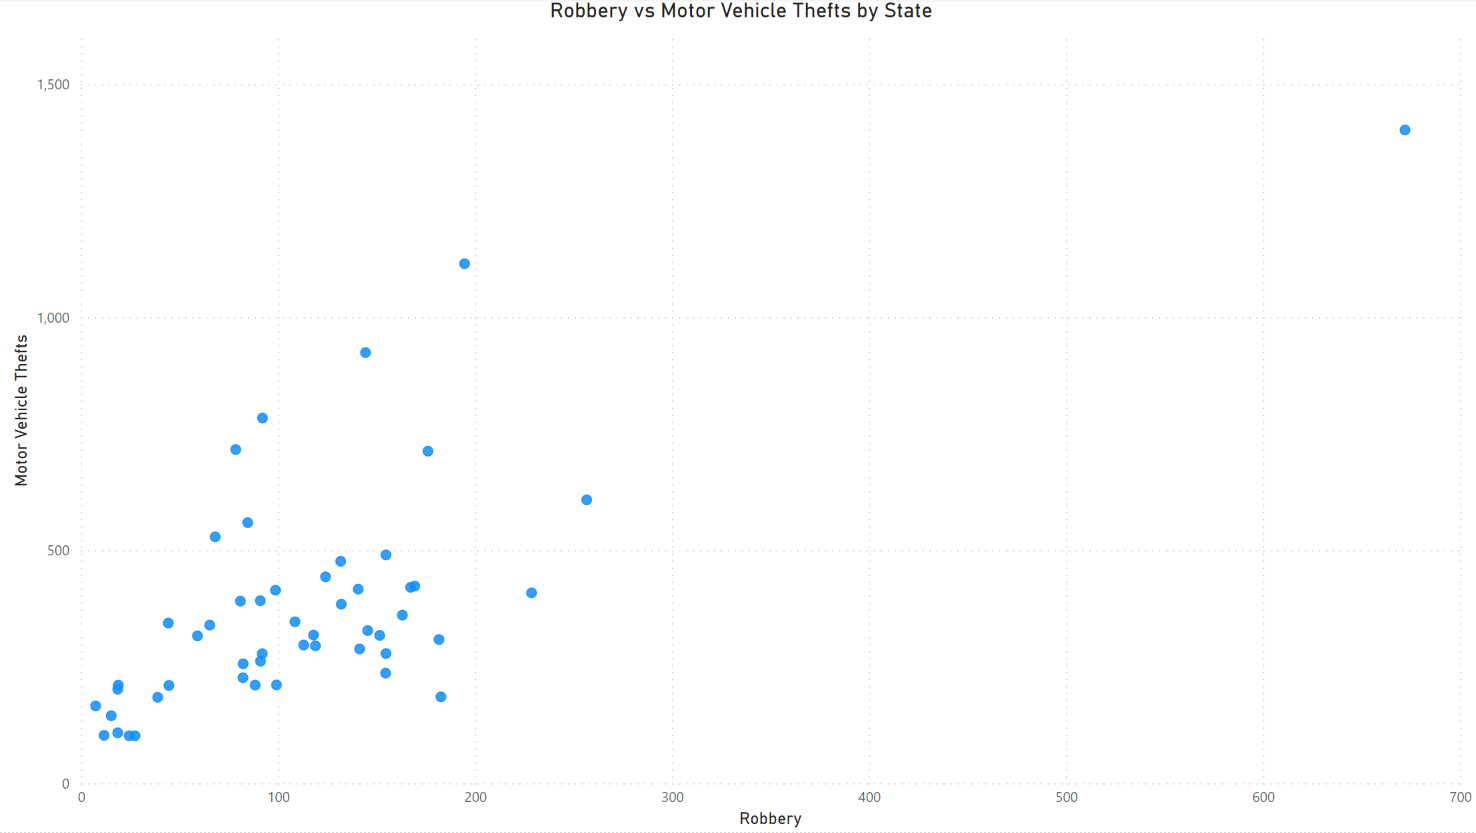 Robbery vs Motor Vehicle Thefts by State
Motor Vehicle Thefts
1,500
1,000
500
0
0 100 200 300 400 500 600 700
Robbery